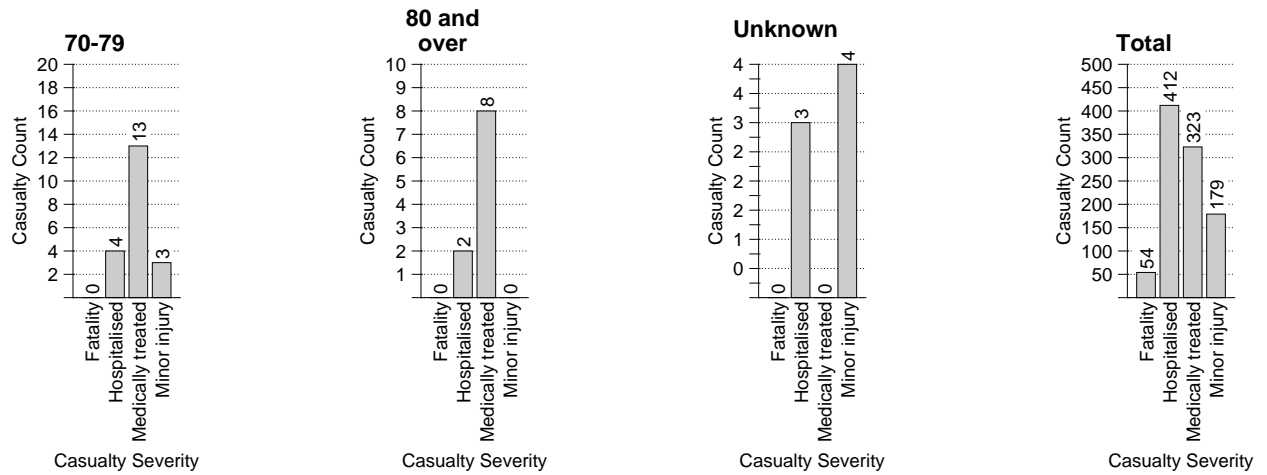 70-79
20
18
16
14
12
10
8
6
4
2
Casualty Count
0
4
13
3
Fatality
Hospitalised
Medically treated
Minor injury
Casualty Severity
80 and
over
10
9
8
7
6
5
4
3
2
1
Casualty Count
0
2
8
0
Fatality
Hospitalised
Medically treated
Minor injury
Casualty Severity
Unknown
4
4
3
2
2
2
1
0
Casualty Count
0
3
0
4
Fatality
Hospitalised
Medically treated
Minor injury
Casualty Severity
Total
500
450
400
350
300
250
200
150
100
50
Casualty Count
54
412
323
179
Fatality
Hospitalised
Medically treated
Minor injury
Casualty Severity